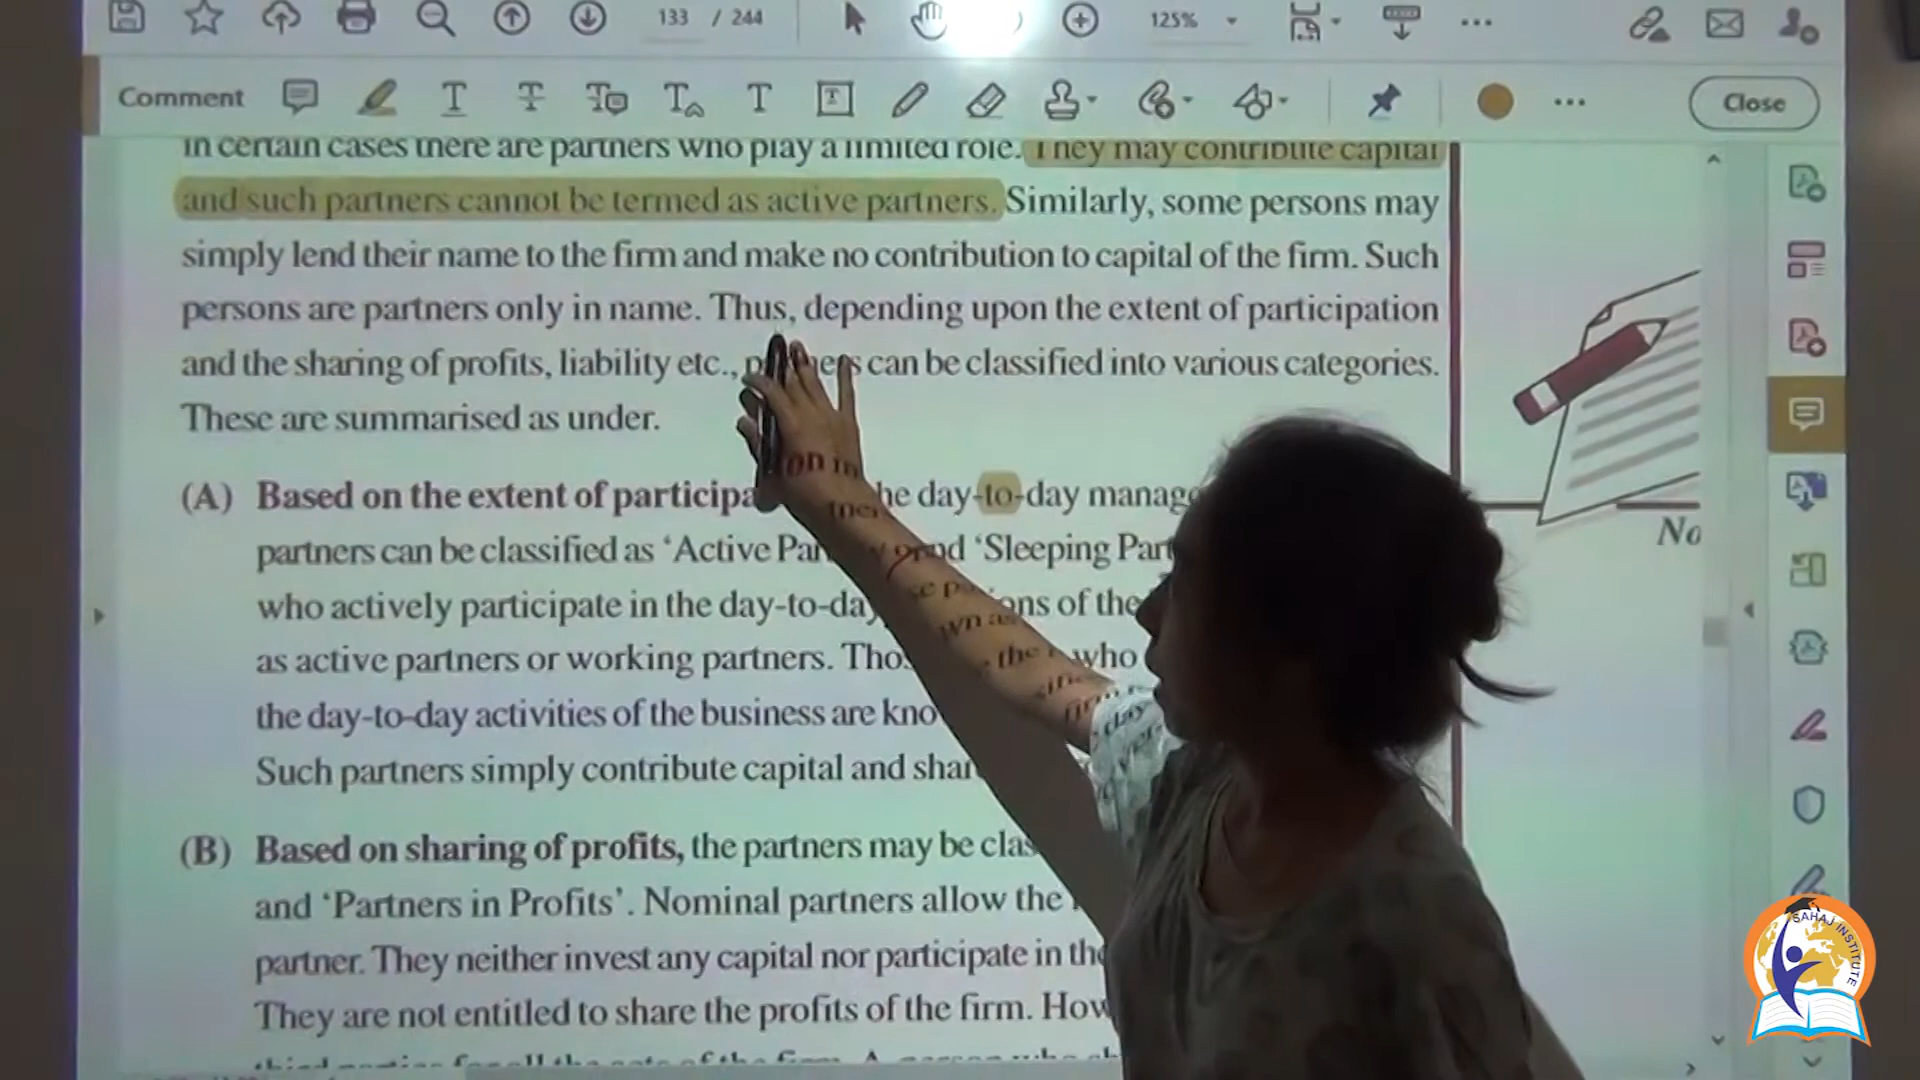 133 / 244
125%
Comment
Close
in certain cases there are partners who play a limited role. They may contribute capital
and such partners cannot be termed as active partners. Similarly, some persons may
simply lend their name to the firm and make no contribution to capital of the firm. Such
persons are partners only in name. Thus, depending upon the extent of participation
and the sharing of profits, liability etc., can be classified into various categories.
These are summarised as under.
(A) Based on the extent of day-to-day
partners can be classified as ‘Active ‘Sleeping
who actively participate in the of the
as active partners or working partners. who
the day-to-day activities of the business are
Such partners simply contribute capital and
(B) Based on sharing of profits, the partners may be
and ‘Partners in Profits’. Nominal partners allow the
partner. They neither invest any capital nor participate in
They are not entitled to share the profits of the firm.
SAHAJ INSTITUTE